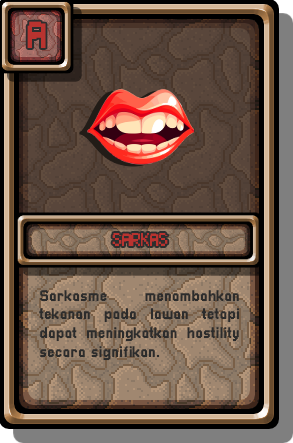 A
SARKAS
Sarkasme menambahkan
tekanan pada lawan tetapi
dapat meningkatkan hostility
secara signifikan.